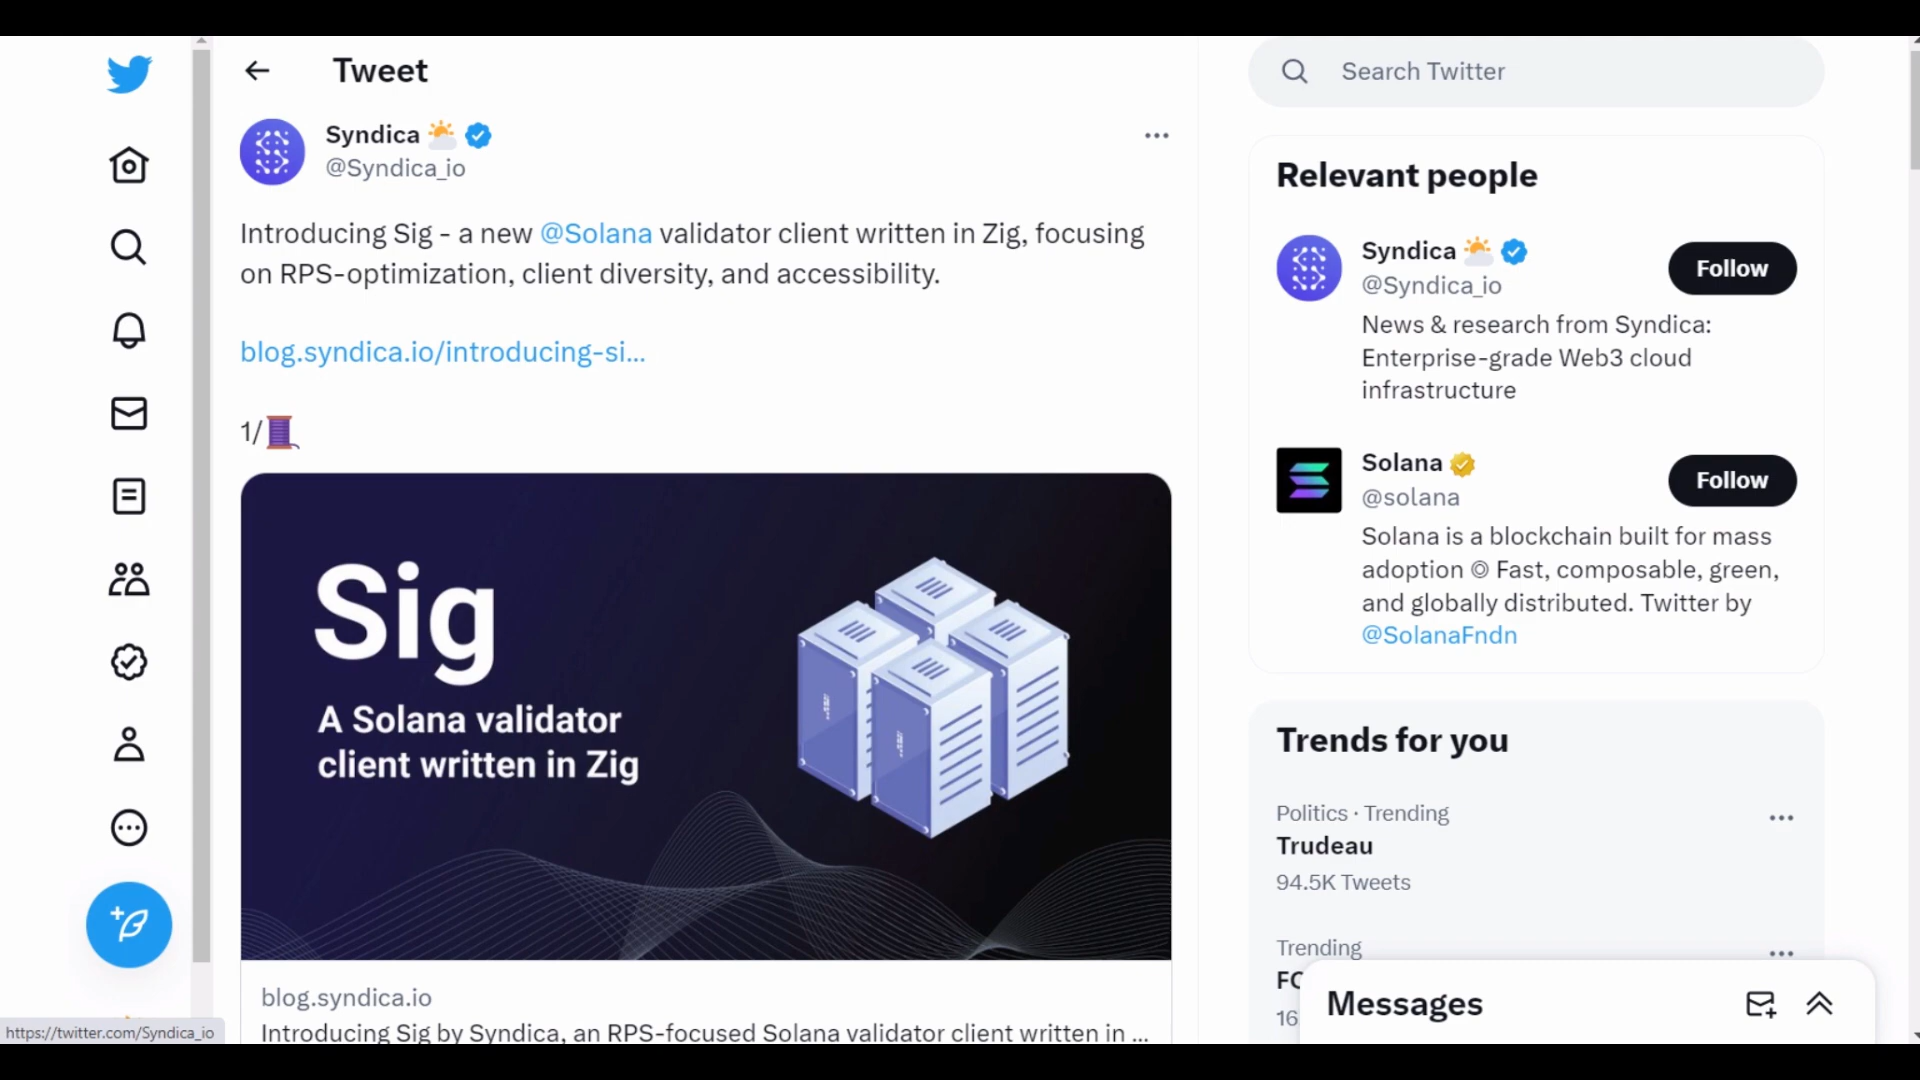 Tweet
Syndica
@Syndica_io
Introducing Sig - a new @Solana validator client written in Zig, focusing
on RPS-optimization, client diversity, and accessibility.
blog.syndica.io/introducing-si...
1/
Sig
A Solana validator
client written in Zig
blog.syndica.io
Introducing Sig by Syndica, an RPS-focused Solana validator client written in ...
Search Twitter
Relevant people
Syndica
@Syndica_io
Follow
News & research from Syndica:
Enterprise-grade Web3 cloud
infrastructure
Solana
@solana
Follow
Solana is a blockchain built for mass
adoption ◎ Fast, composable, green,
and globally distributed. Twitter by
@SolanaFndn
Trends for you
Politics · Trending
Trudeau
94.5K Tweets
Trending
Messages
https://twitter.com/Syndica_io